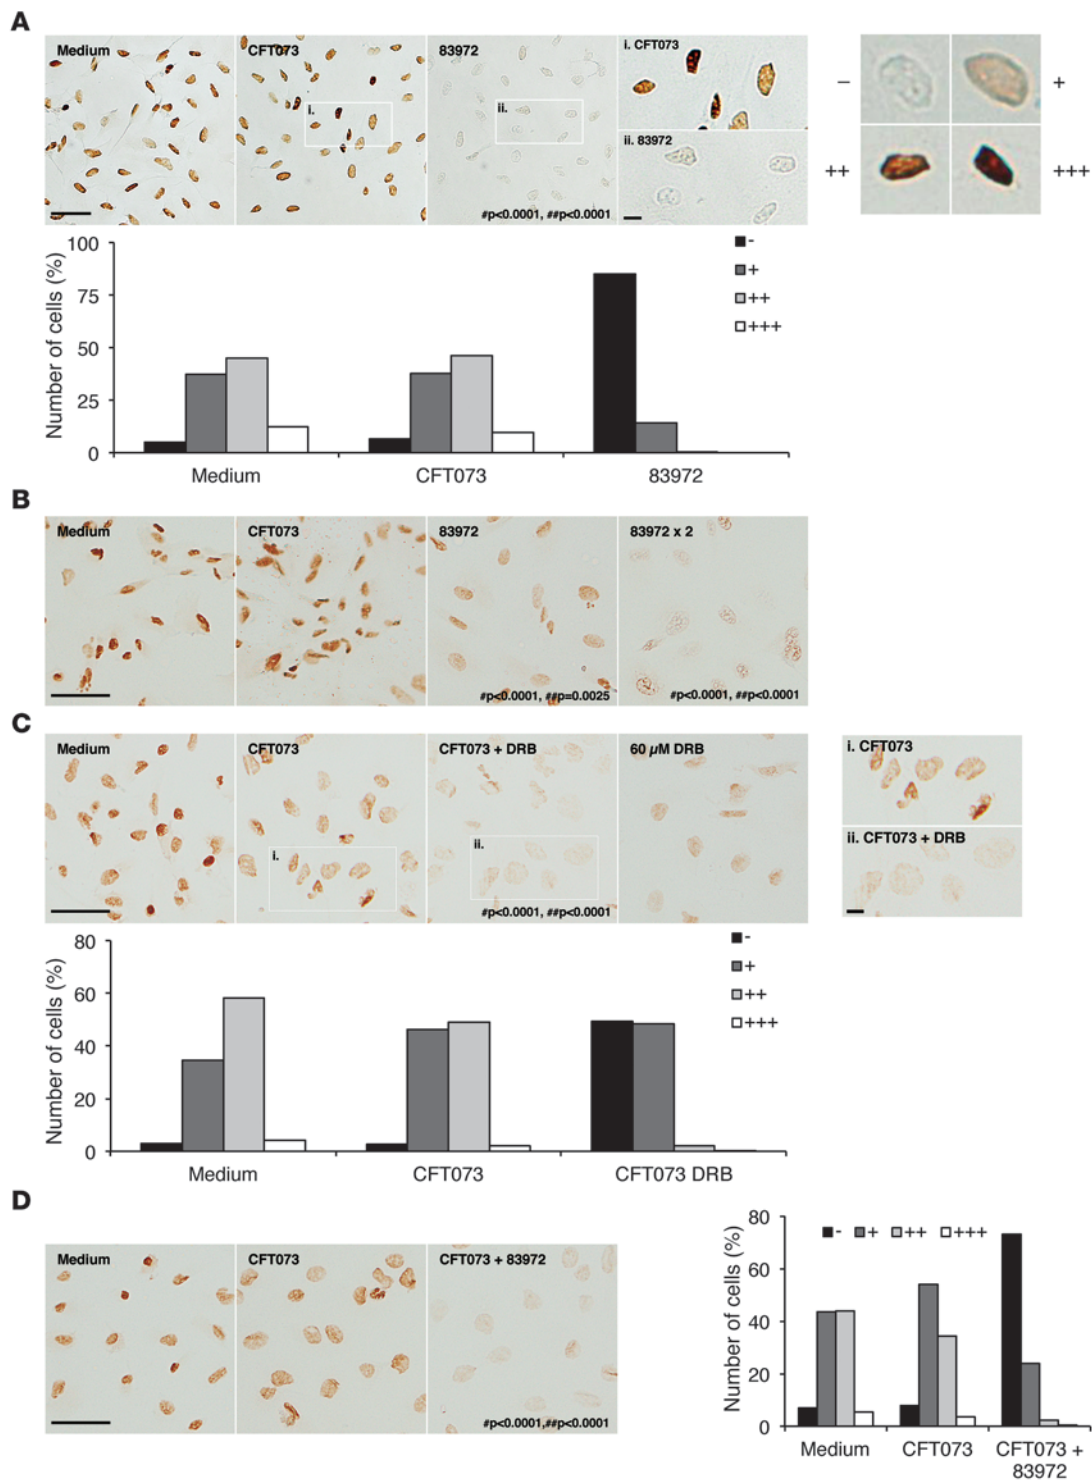 A
Medium
CFT073
83972
i. CFT073
i.
ii.
ii. 83972
#p<0.0001, ##p<0.0001
−
+
++
+++
100
75
50
25
0
Number of cells (%)
-
+
++
+++
Medium
CFT073
83972
B
Medium
CFT073
83972
83972 x 2
#p<0.0001, ##p=0.0025
#p<0.0001, ##p<0.0001
C
Medium
CFT073
CFT073 + DRB
60 µM DRB
i. CFT073
i.
ii.
ii. CFT073 + DRB
#p<0.0001, ##p<0.0001
80
60
40
20
0
Number of cells (%)
-
+
++
+++
Medium
CFT073
CFT073 DRB
D
Medium
CFT073
CFT073 + 83972
#p<0.0001,##p<0.0001
80
60
40
20
0
Number of cells (%)
-
+
++
+++
Medium
CFT073
CFT073 +
83972